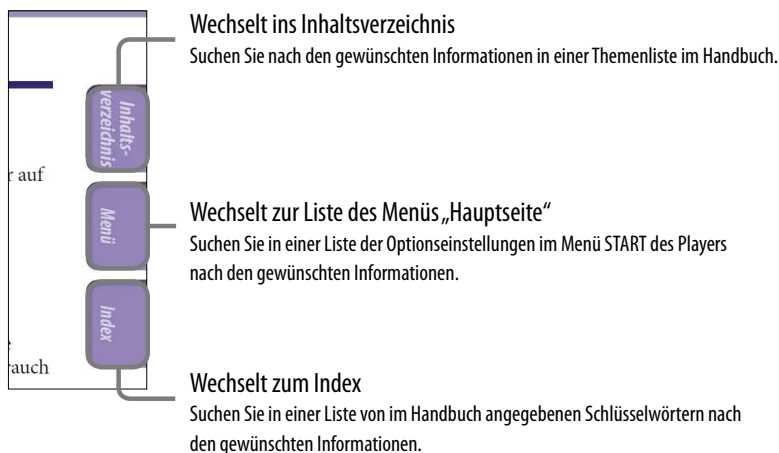 Wechselt ins Inhaltsverzeichnis
Suchen Sie nach den gewünschten Informationen in einer Themenliste im Handbuch.
Inhalts-
verzeichnis
r auf
Menü
Wechselt zur Liste des Menüs „Hauptseite“
Suchen Sie in einer Liste der Optionseinstellungen im Menü START des Players
nach den gewünschten Informationen.
Index
rauch
Wechselt zum Index
Suchen Sie in einer Liste von im Handbuch angegebenen Schlüsselwörtern nach
den gewünschten Informationen.